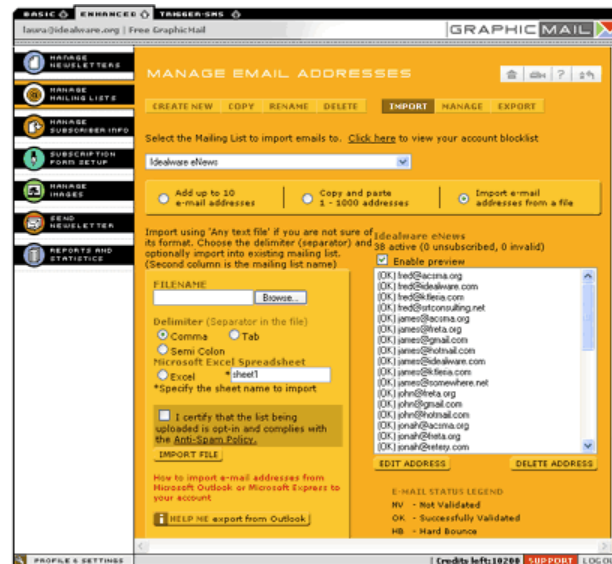 BASIC ENHANCED TRIGGER-SMS
laura@idealware.org | Free GraphicMail
GRAPHICMAIL
MANAGE NEWSLETTERS
MANAGE MAILING LISTS
MANAGE SUBSCRIBER INFO
SUBSCRIPTION FORM SETUP
MANAGE IMAGES
SEND NEWSLETTER
REPORTS AND STATISTICS
MANAGE EMAIL ADDRESSES
CREATE NEW COPY RENAME DELETE IMPORT MANAGE EXPORT
Select the Mailing List to import emails to. Click here to view your account blocklist
Idealware eNews
Add up to 10 e-mail addresses
Copy and paste 1 - 1000 addresses
Import e-mail addresses from a file
Import using 'Any text file' if you are not sure of
its format. Choose the delimiter (separator) and
optionally import into existing mailing list.
(Second column is the mailing list name)
FILENAME
Browse...
Delimiter (Separator in the file)
Comma Tab
Semi Colon
Microsoft Excel Spreadsheet
Excel *sheet1
*Specify the sheet name to import
I certify that the list being
uploaded is opt-in and complies with
the Anti-Spam Policy.
IMPORT FILE
How to import e-mail addresses from
Microsoft Outlook or Microsoft Express to
your account
HELP ME export from Outlook
Idealware eNews
38 active (0 unsubscribed, 0 invalid)
Enable preview
[OK] fred@acsma.org
[OK] fred@idealware.com
[OK] fred@kfleria.com
[OK] fred@srtconsulting.net
[OK] james@acsma.org
[OK] james@freta.org
[OK] james@gmail.com
[OK] james@hotmail.com
[OK] james@idealware.com
[OK] james@kfleria.com
[OK] james@somewhere.net
[OK] john@freta.org
[OK] john@gmail.com
[OK] john@hotmail.com
[OK] jonah@acsma.org
[OK] jonah@freta.org
[OK] jonah@retery.com
EDIT ADDRESS DELETE ADDRESS
E-MAIL STATUS LEGEND
NV - Not Validated
OK - Successfully Validated
HB - Hard Bounce
PROFILE & SETTINGS
Credits left:10200 SUPPORT LOGOU